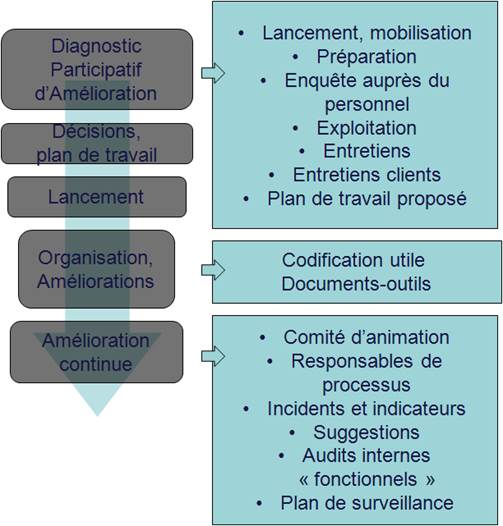 Diagnostic
Participatif
d'Amélioration
• Lancement, mobilisation
• Préparation
• Enquête auprès du
personnel
• Exploitation
• Entretiens
• Entretiens clients
• Plan de travail proposé
Décisions,
plan de travail
Lancement
Organisation,
Améliorations
Codification utile
Documents-outils
Amélioration
continue
• Comité d'animation
• Responsables de
processus
• Incidents et indicateurs
• Suggestions
• Audits internes
« fonctionnels »
• Plan de surveillance